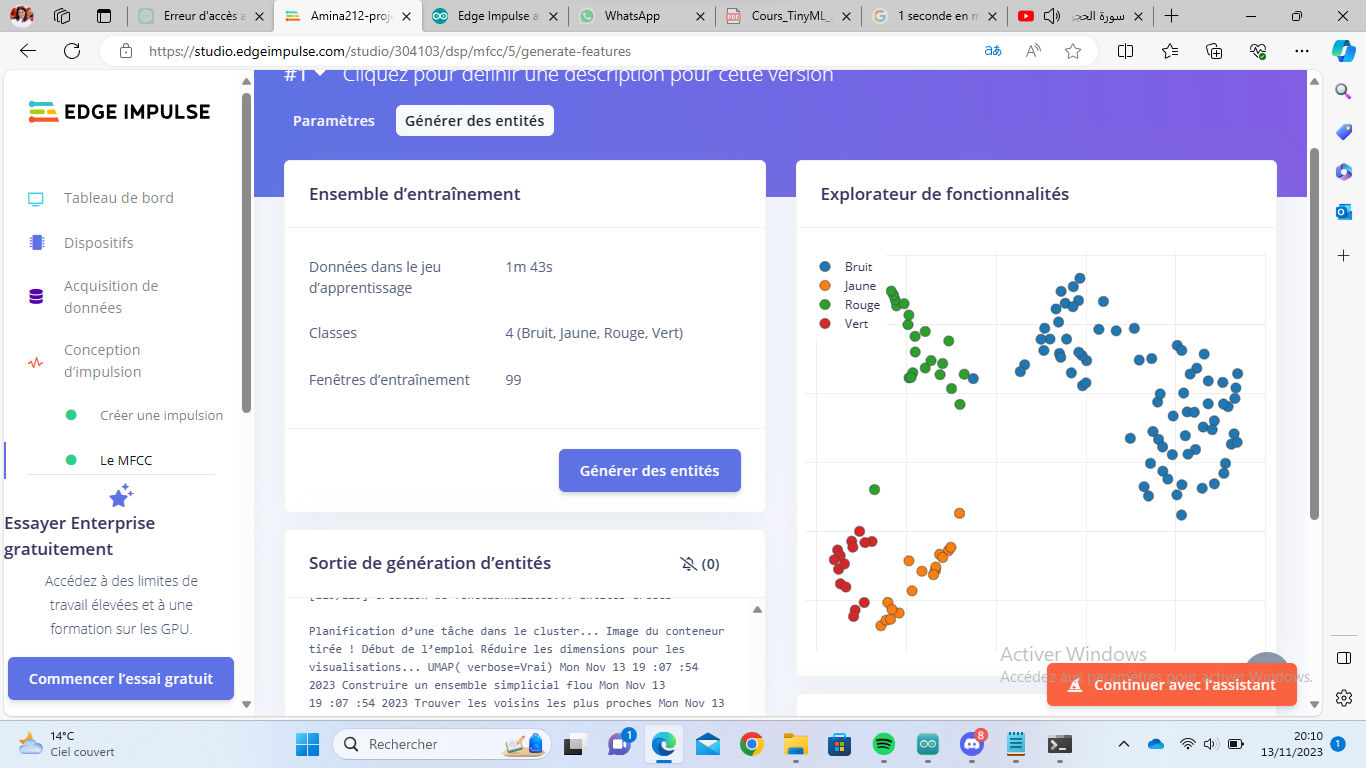 Erreur d'accès a
Amina212-proje
Edge Impulse av
WhatsApp
Cours_TinyML_
1 seconde en m
سورة الحجر
https://studio.edgeimpulse.com/studio/304103/dsp/mfcc/5/generate-features
EDGE IMPULSE
Tableau de bord
Dispositifs
Acquisition de
données
Conception
d’impulsion
Créer une impulsion
Le MFCC
Essayer Enterprise
gratuitement
Accédez à des limites de
travail élevées et à une
formation sur les GPU.
Commencer l’essai gratuit
#1 Cliquez pour définir une description pour cette version
Paramètres
Générer des entités
Ensemble d’entraînement
Données dans le jeu
d’apprentissage
1m 43s
Classes
4 (Bruit, Jaune, Rouge, Vert)
Fenêtres d’entraînement
99
Générer des entités
Sortie de génération d’entités
(0)
Planification d’une tâche dans le cluster... Image du conteneur
tirée ! Début de l’emploi Réduire les dimensions pour les
visualisations... UMAP( verbose=Vrai) Mon Nov 13 19 :07 :54
2023 Construire un ensemble simplicial flou Mon Nov 13
19 :07 :54 2023 Trouver les voisins les plus proches Mon Nov 13
Explorateur de fonctionnalités
Bruit
Jaune
Rouge
Vert
Activer Windows
Accédez aux paramètres pour activer Windows.
Continuer avec l’assistant
14°C
Ciel couvert
Rechercher
1
8
20:10
13/11/2023
1